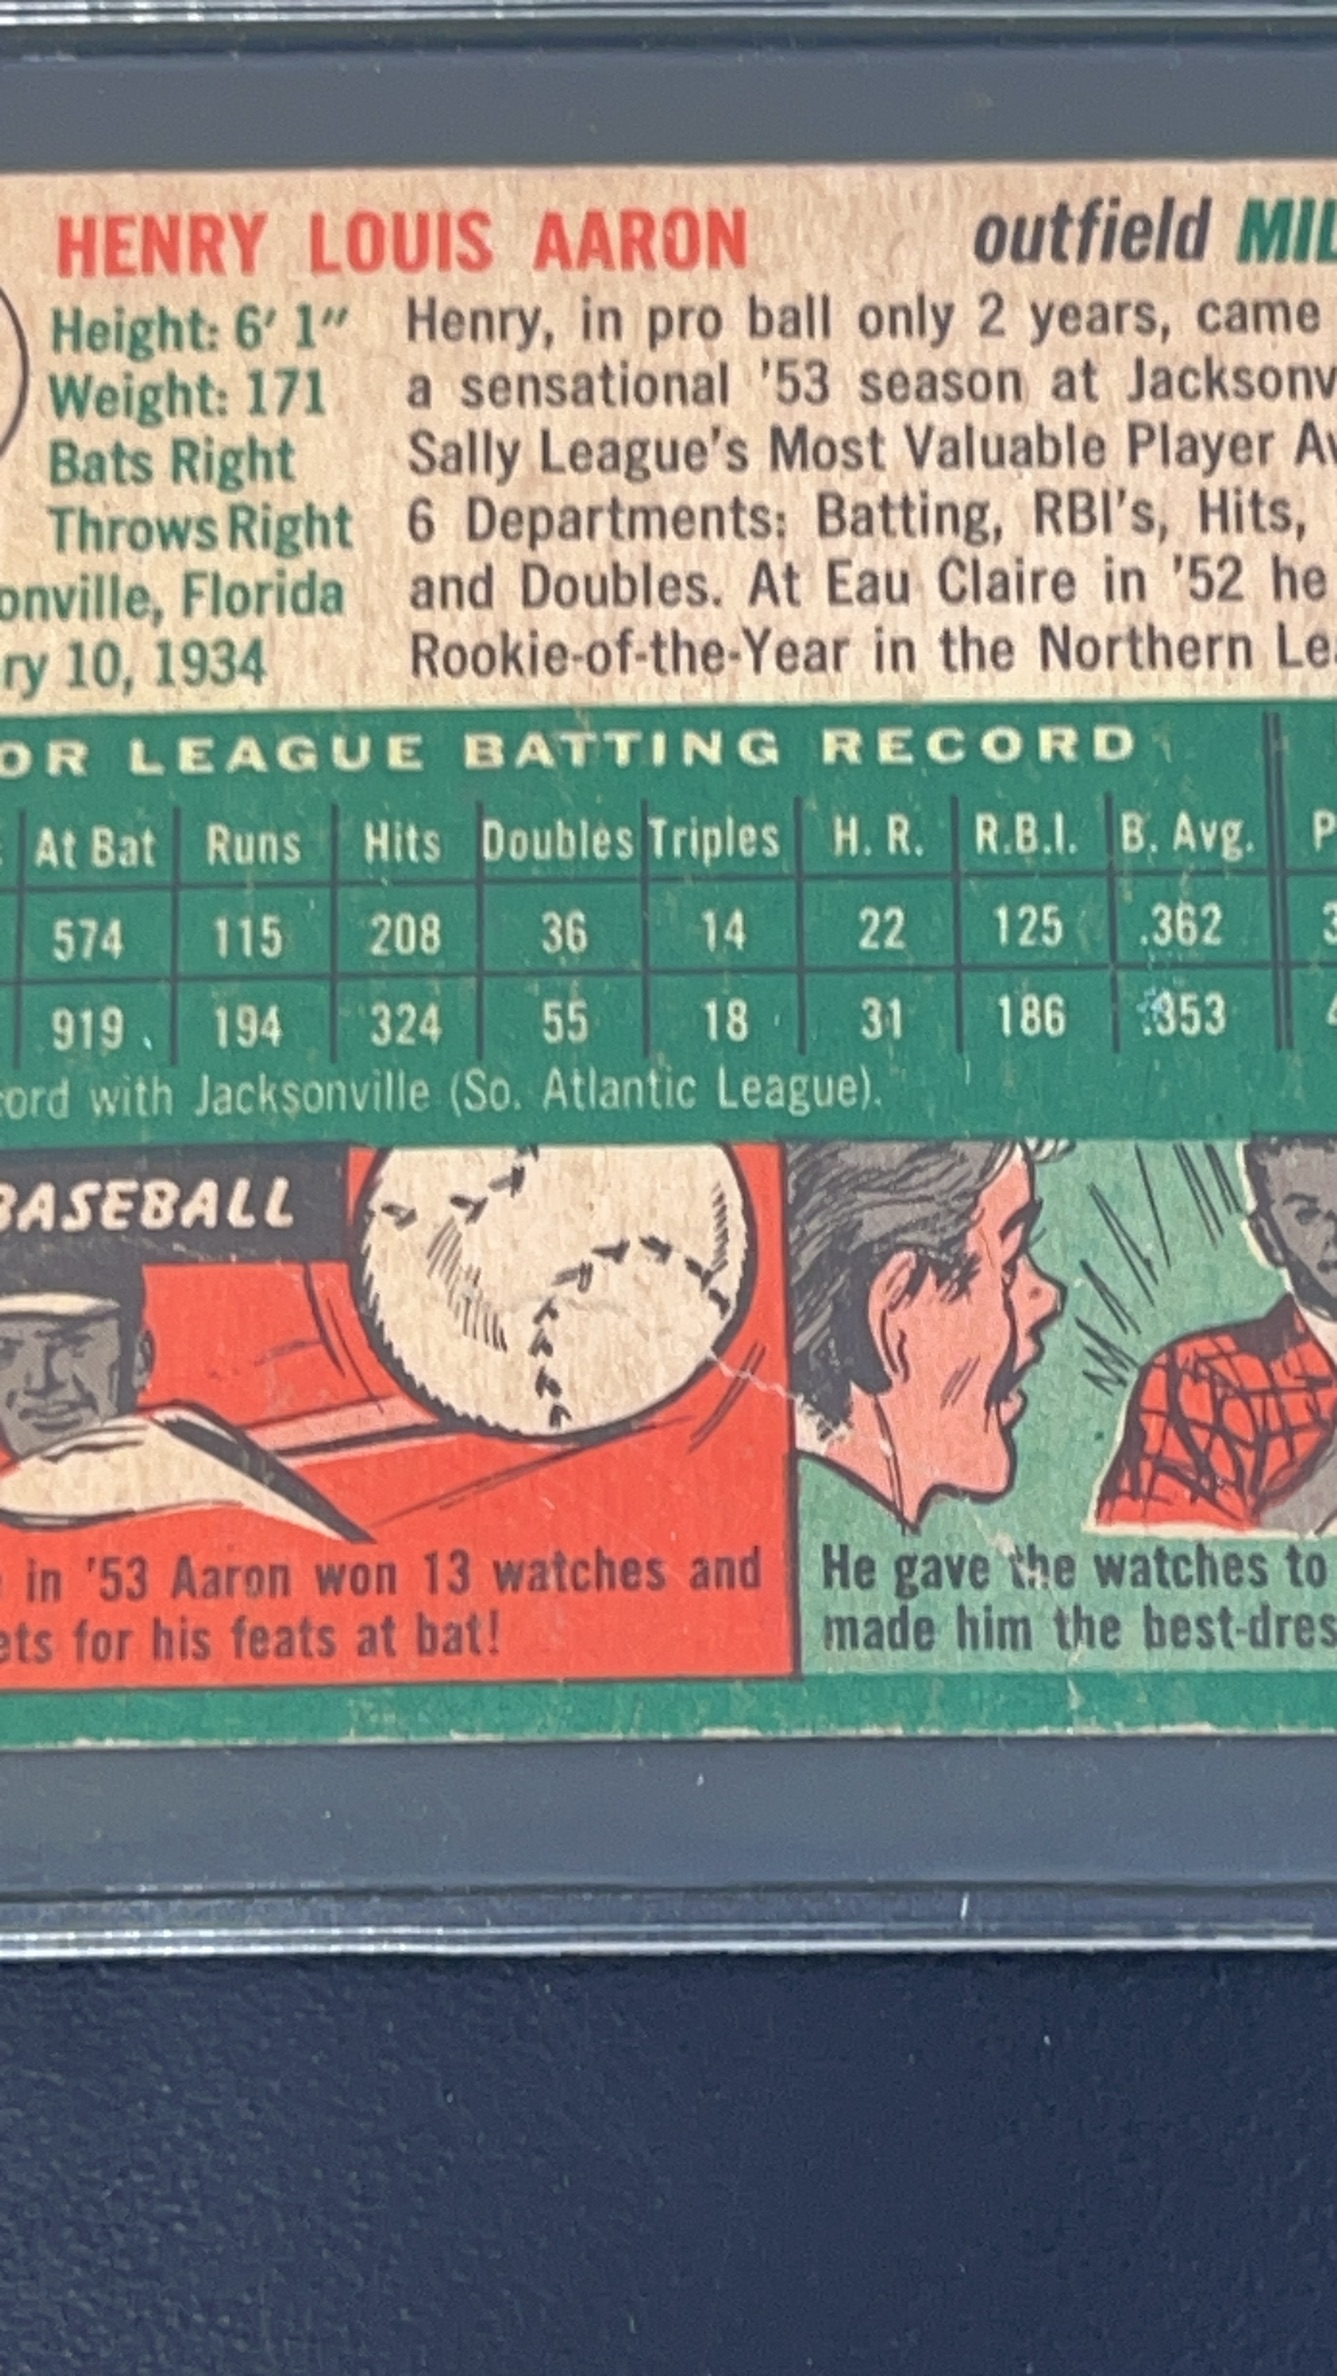 HENRY LOUIS AARON outfield MIL
Height: 6' 1"
Weight: 171
Bats Right
Throws Right
onville, Florida
ry 10, 1934
Henry, in pro ball only 2 years, came
a sensational '53 season at Jacksonv
Sally League's Most Valuable Player Aw
6 Departments: Batting, RBI's, Hits,
and Doubles. At Eau Claire in '52 he
Rookie-of-the-Year in the Northern Le
OR LEAGUE BATTING RECORD
At Bat Runs Hits Doubles Triples H. R. R.B.I. B. Avg. P
574 115 208 36 14 22 125 .362 3
919 194 324 55 18 31 186 .353 4
cord with Jacksonville (So. Atlantic League).
BASEBALL
in '53 Aaron won 13 watches and
ets for his feats at bat!
He gave the watches to
made him the best-dres